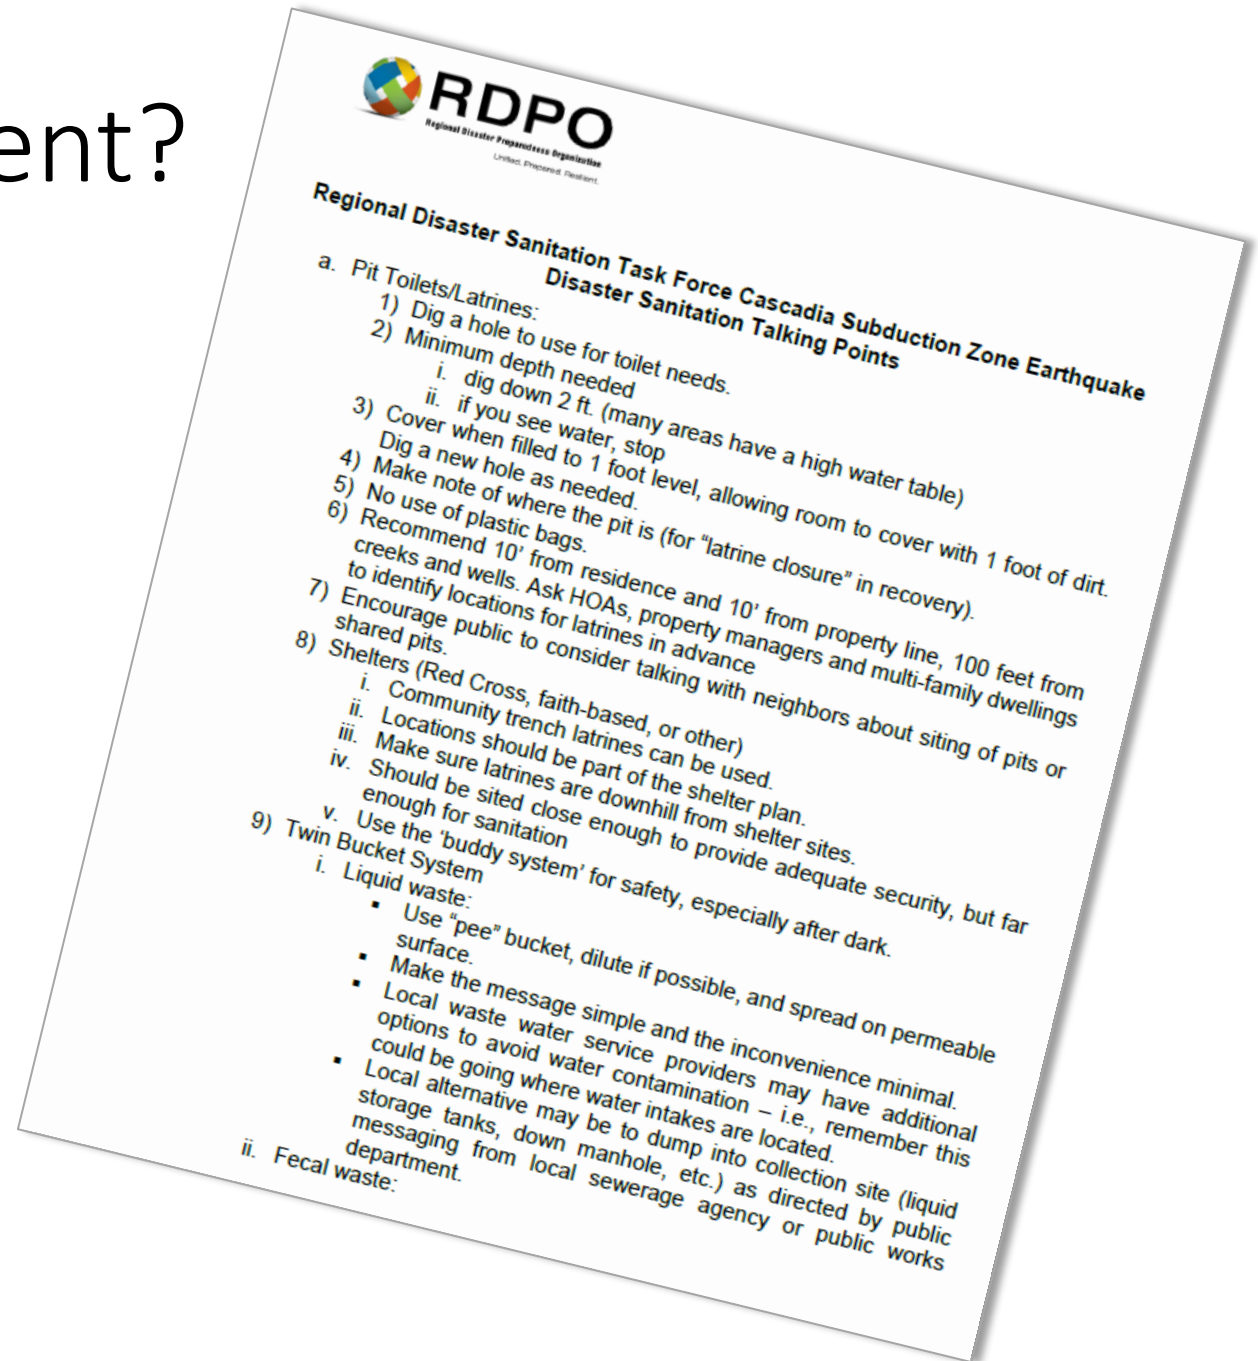 ent?
RDPO
Regional Disaster Preparedness Organization
Unified. Prepared. Resilient.
Regional Disaster Sanitation Task Force Cascadia Subduction Zone Earthquake
Disaster Sanitation Talking Points
a. Pit Toilets/Latrines:
1) Dig a hole to use for toilet needs.
2) Minimum depth needed
i. dig down 2 ft. (many areas have a high water table)
ii. if you see water, stop
3) Cover when filled to 1 foot level, allowing room to cover with 1 foot of dirt.
Dig a new hole as needed.
4) Make note of where the pit is (for “latrine closure” in recovery).
5) No use of plastic bags.
6) Recommend 10’ from residence and 10’ from property line, 100 feet from
creeks and wells. Ask HOAs, property managers and multi-family dwellings
to identify locations for latrines in advance
7) Encourage public to consider talking with neighbors about siting of pits or
shared pits.
8) Shelters (Red Cross, faith-based, or other)
i. Community trench latrines can be used.
ii. Locations should be part of the shelter plan.
iii. Make sure latrines are downhill from shelter sites.
iv. Should be sited close enough to provide adequate security, but far
enough for sanitation
v. Use the ‘buddy system’ for safety, especially after dark.
9) Twin Bucket System
i. Liquid waste:
▪ Use “pee” bucket, dilute if possible, and spread on permeable
surface.
▪ Make the message simple and the inconvenience minimal.
▪ Local waste water service providers may have additional
options to avoid water contamination – i.e., remember this
could be going where water intakes are located.
▪ Local alternative may be to dump into collection site (liquid
storage tanks, down manhole, etc.) as directed by public
messaging from local sewerage agency or public works
department.
ii. Fecal waste: